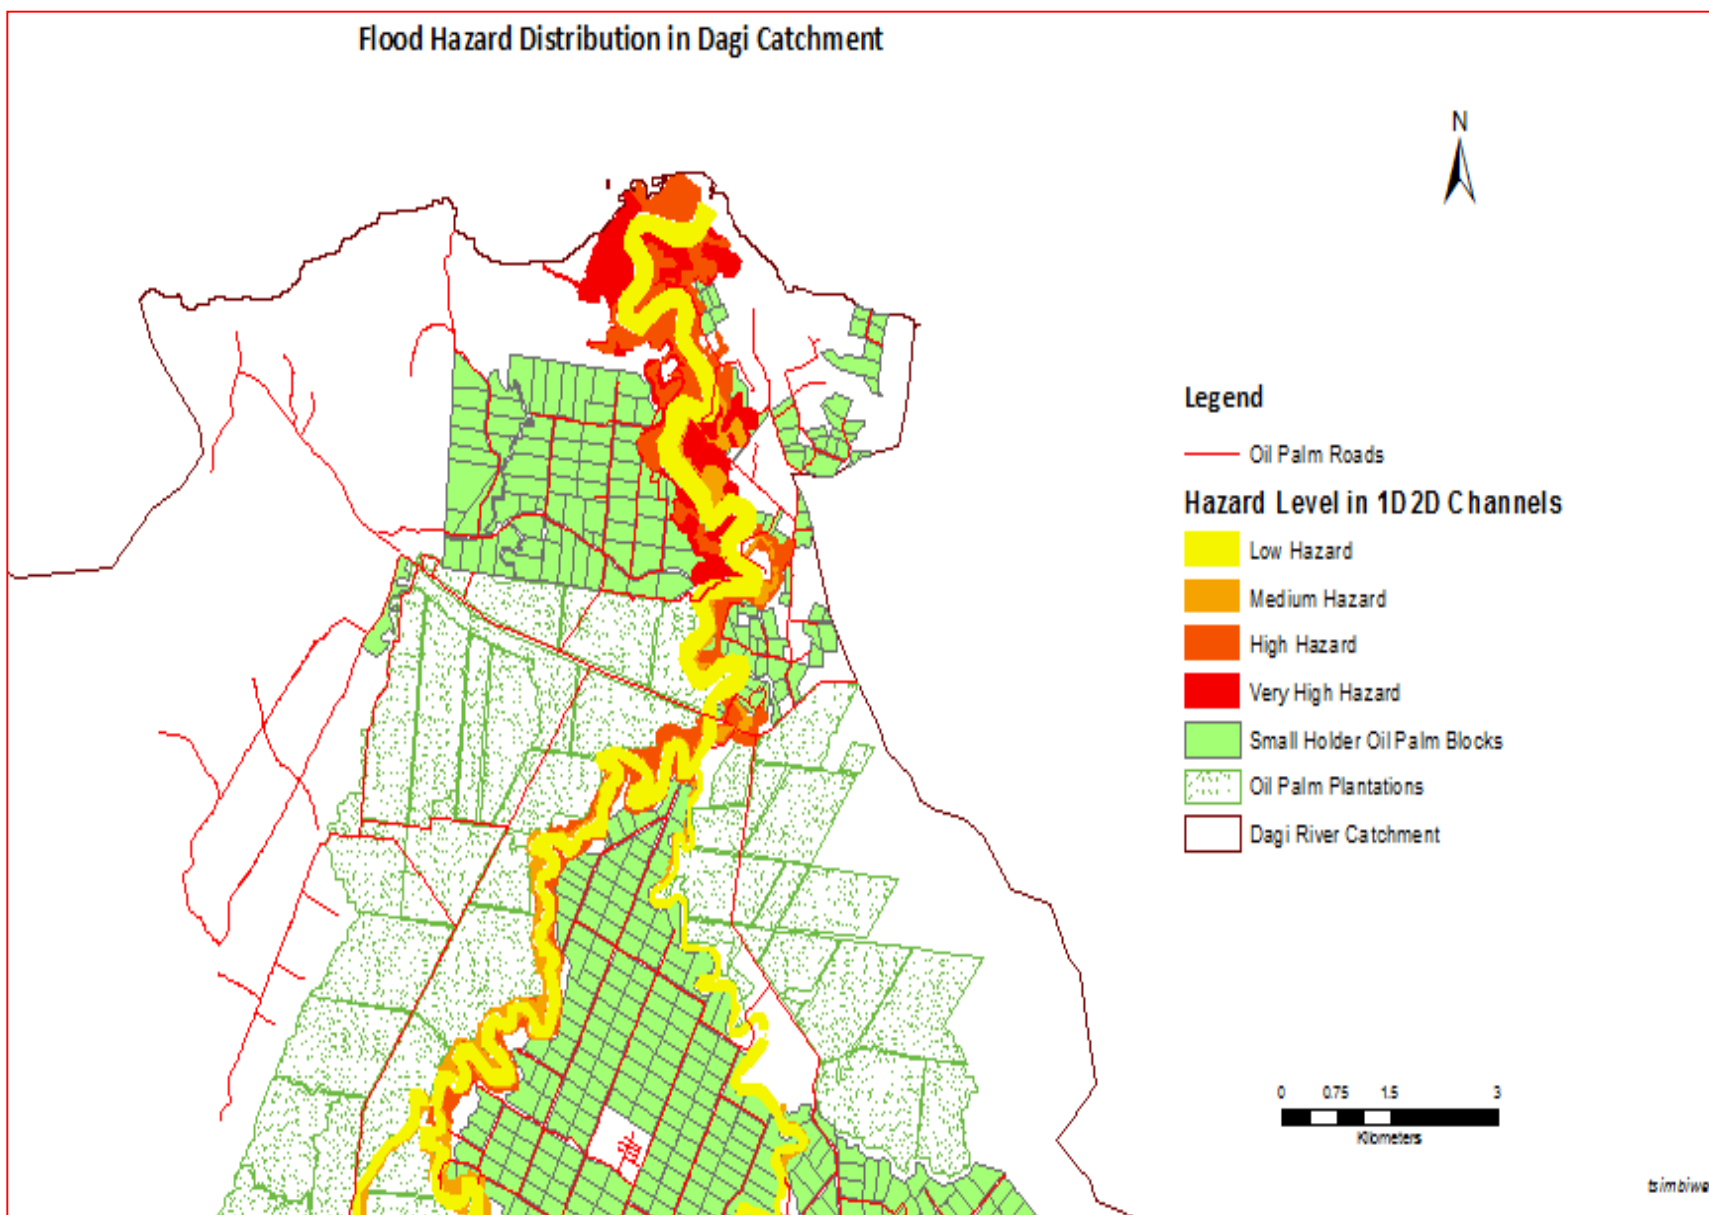 Flood Hazard Distribution in Dagi Catchment
N
Legend
Oil Palm Roads
Hazard Level in 1D2D Channels
Low Hazard
Medium Hazard
High Hazard
Very High Hazard
Small Holder Oil Palm Blocks
Oil Palm Plantations
Dagi River Catchment
0 0.75 1.5 3
Kilometers
tsimbiwe